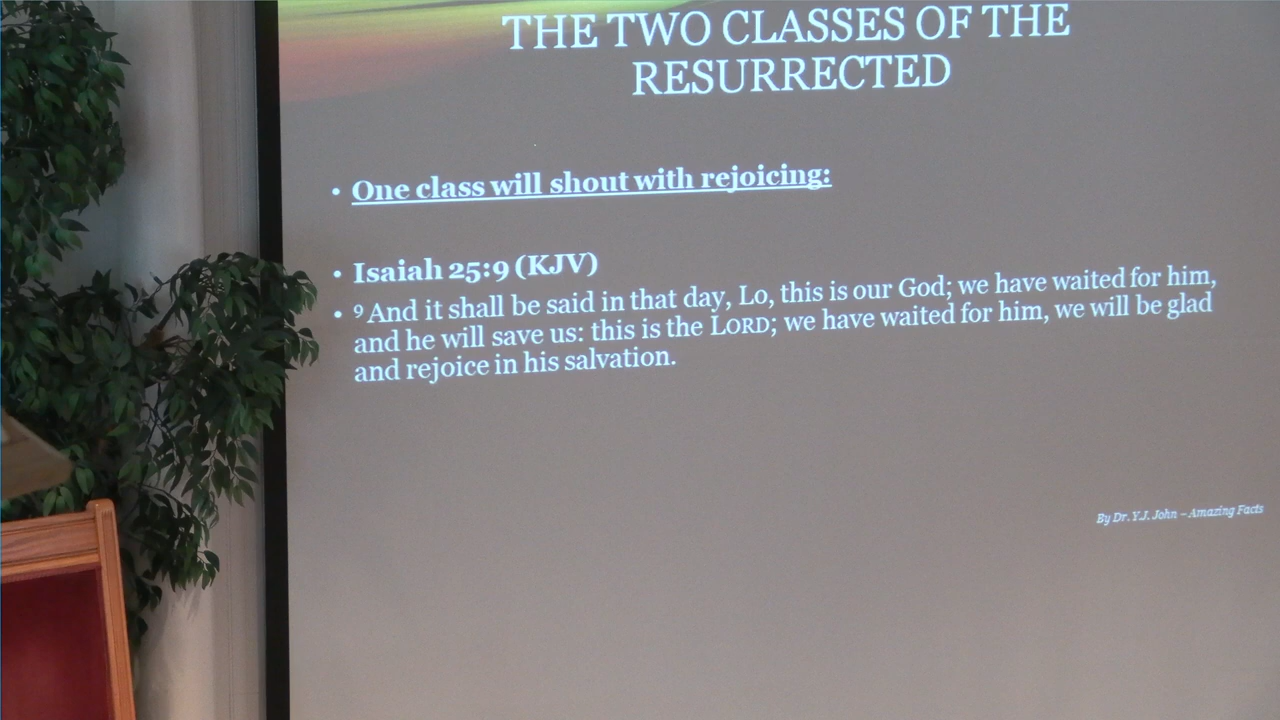 THE TWO CLASSES OF THE
RESURRECTED
• One class will shout with rejoicing:
• Isaiah 25:9 (KJV)
• 9 And it shall be said in that day, Lo, this is our God; we have waited for him,
and he will save us: this is the LORD; we have waited for him, we will be glad
and rejoice in his salvation.
By Dr. Y.J. John – Amazing Facts